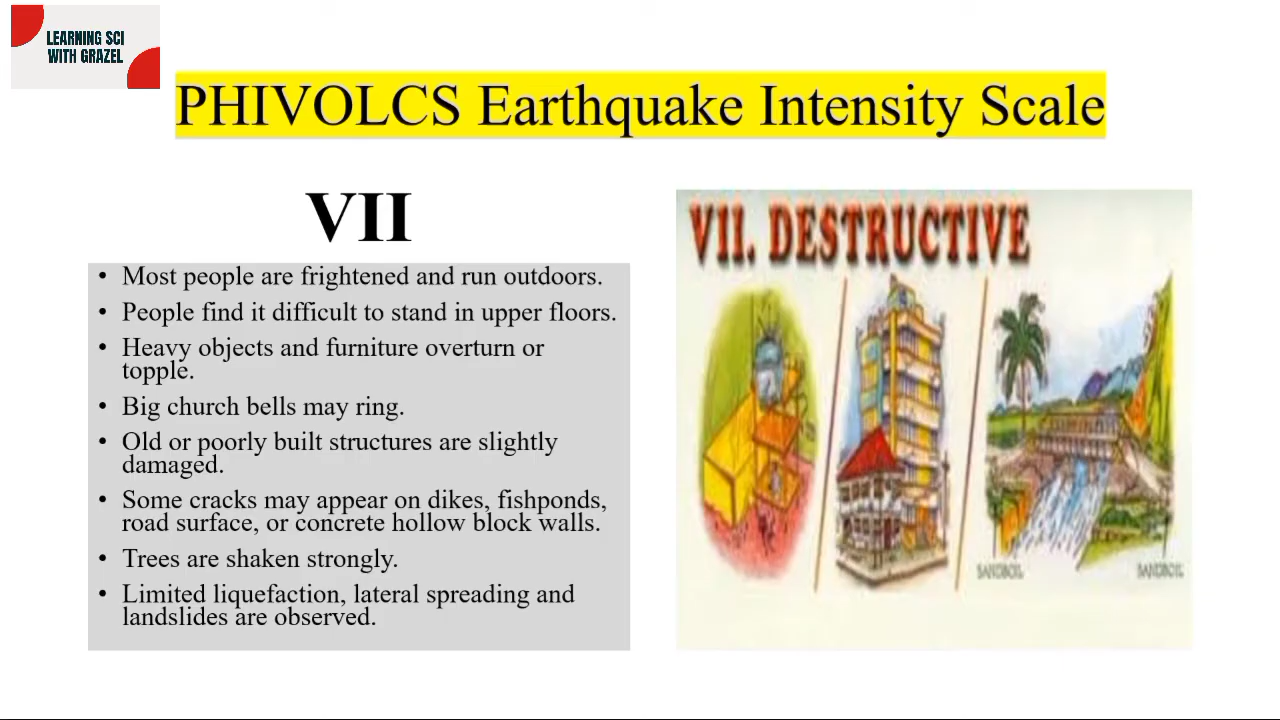 LEARNING SCI
WITH GRAZEL
PHIVOLCS Earthquake Intensity Scale
VII
• Most people are frightened and run outdoors.
• People find it difficult to stand in upper floors.
• Heavy objects and furniture overturn or
topple.
• Big church bells may ring.
• Old or poorly built structures are slightly
damaged.
• Some cracks may appear on dikes, fishponds,
road surface, or concrete hollow block walls.
• Trees are shaken strongly.
• Limited liquefaction, lateral spreading and
landslides are observed.
VII. DESTRUCTIVE
SANDBOIL
SANDBOIL